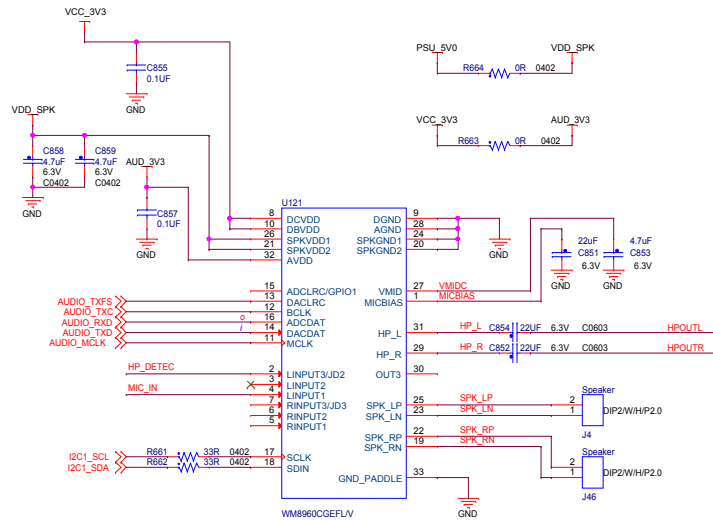 VCC_3V3
C855
0.1UF
GND
PSU_5V0
VDD_SPK
R664
0R
0402
VCC_3V3
AUD_3V3
R663
0R
0402
VDD_SPK
C858
4.7uF
6.3V
C0402
C859
4.7uF
6.3V
C0402
GND
AUD_3V3
C857
0.1UF
GND
U121
8 DCVDD
10 DBVDD
26 SPKVDD1
21 SPKVDD2
32 AVDD
DGND 9
AGND 28
SPKGND1 24
SPKGND2 20
GND
22uF
C851
6.3V
GND
4.7uF
C853
6.3V
GND
15 ADCLRC/GPIO1
AUDIO_TXFS 13 DACLRC
AUDIO_TXC 12 BCLK
AUDIO_RXD o 16 ADCDAT
AUDIO_TXD i 14 DACDAT
AUDIO_MCLK 11 MCLK
VMID 27 VMIDC
MICBIAS 1 MICBIAS
HP_L 31 HP_L C854 22UF 6.3V C0603 HPOUTL
HP_R 29 HP_R C852 22UF 6.3V C0603 HPOUTR
OUT3 30
HP_DETEC 2 LINPUT3/JD2
3 LINPUT2
MIC_IN 4 LINPUT1
7 RINPUT3/JD3
6 RINPUT2
5 RINPUT1
SPK_LP 25 SPK_LP 2
SPK_LN 23 SPK_LN 1
Speaker
DIP2/W/H/P2.0
J4
SPK_RP 22 SPK_RP 2
SPK_RN 19 SPK_RN 1
Speaker
DIP2/W/H/P2.0
J46
I2C1_SCL R661 33R 0402 17 SCLK
I2C1_SDA R662 33R 0402 18 SDIN
GND_PADDLE 33
GND
WM8960CGEFL/V